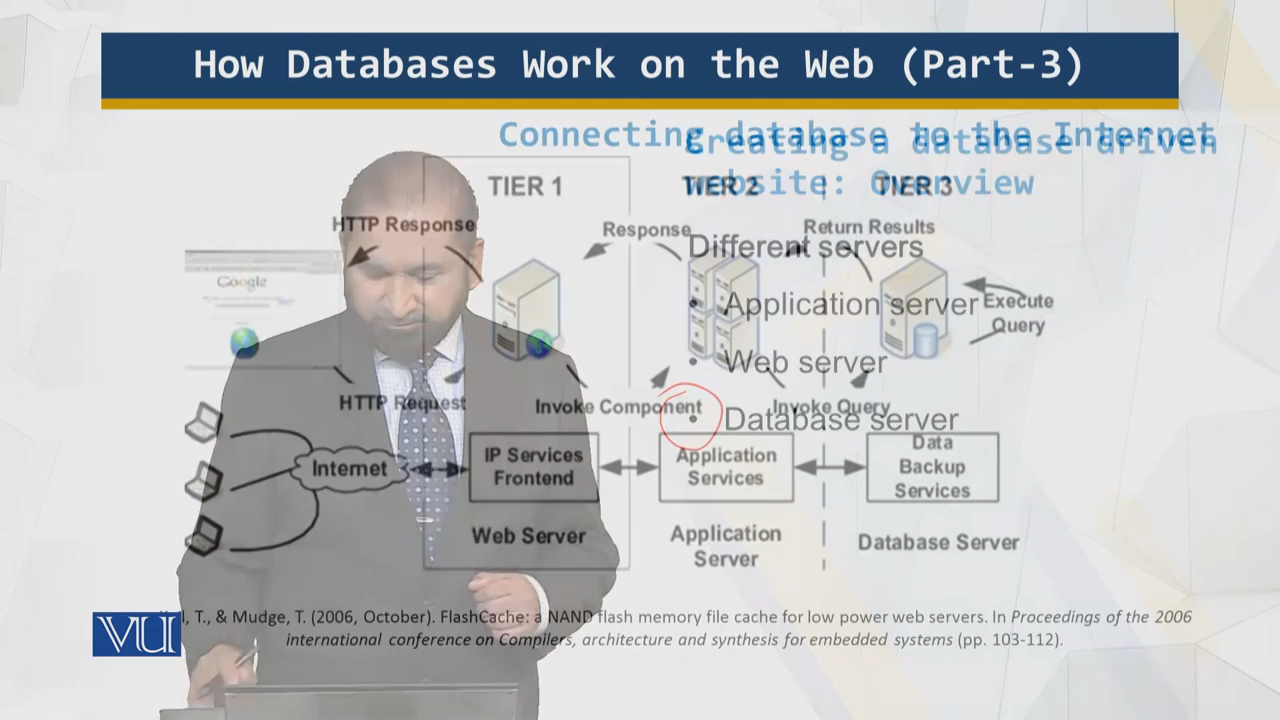 How Databases Work on the Web (Part-3)
Connecting database to the Internet
Creating a database driven
website: Overview
TIER 1
TIER 2
TIER 3
HTTP Response
Response
Return Results
Different servers
Google
Application server
Execute
Query
Web server
HTTP Request
Invoke Component
Invoke Query
Database server
Internet
IP Services
Frontend
Application
Services
Data
Backup
Services
Web Server
Application
Server
Database Server
T., & Mudge, T. (2006, October). FlashCache: a NAND flash memory file cache for low power web servers. In Proceedings of the 2006
international conference on Compilers, architecture and synthesis for embedded systems (pp. 103-112).
VU